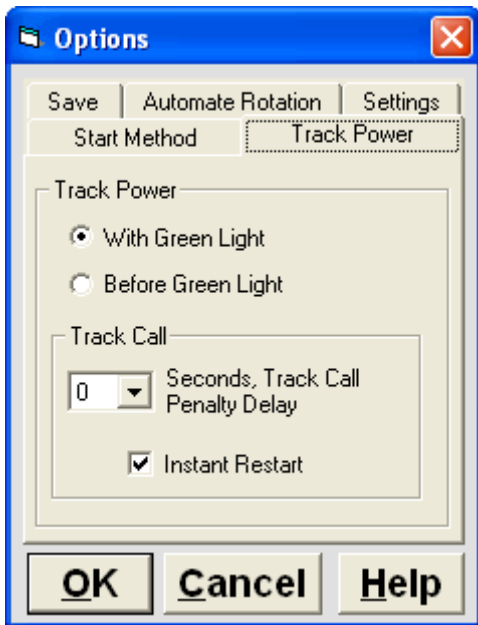 Options
Save Automate Rotation Settings
Start Method Track Power
Track Power
With Green Light
Before Green Light
Track Call
0 Seconds, Track Call
Penalty Delay
Instant Restart
OK Cancel Help